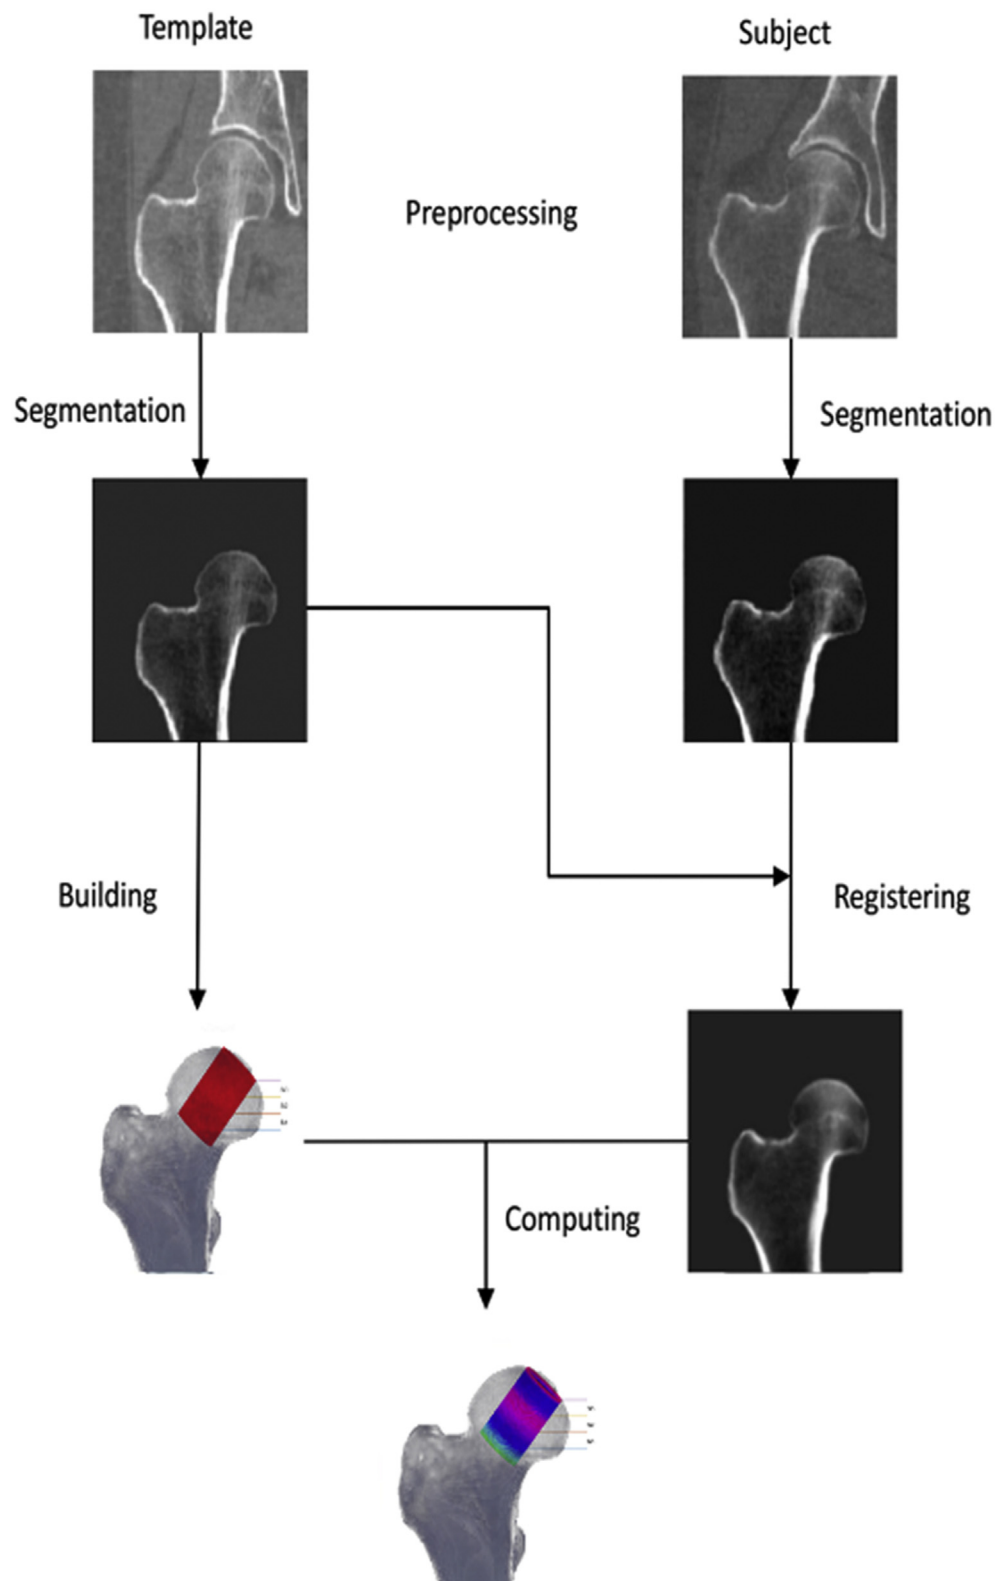 Template
Subject
Preprocessing
Segmentation
Segmentation
Building
Registering
Computing